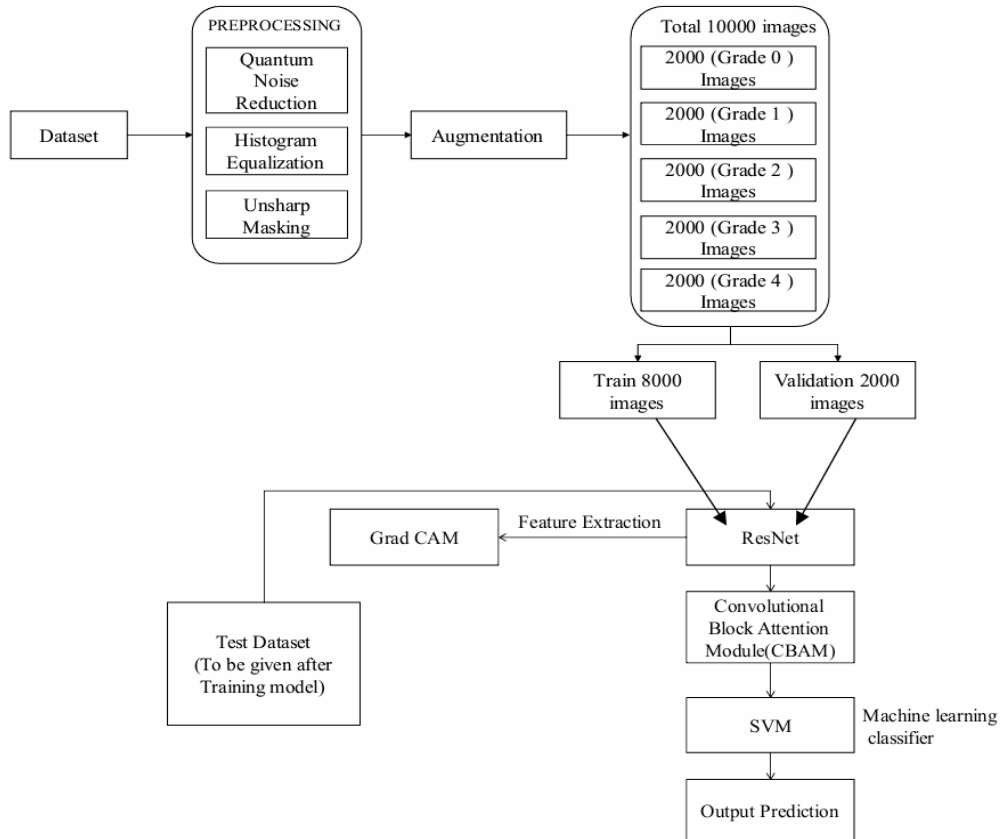 PREPROCESSING
Quantum
Noise
Reduction
Histogram
Equalization
Unsharp
Masking
Dataset
Augmentation
Total 10000 images
2000 (Grade 0 )
Images
2000 (Grade 1 )
Images
2000 (Grade 2 )
Images
2000 (Grade 3 )
Images
2000 (Grade 4 )
Images
Train 8000
images
Validation 2000
images
Grad CAM
Feature Extraction
ResNet
Test Dataset
(To be given after
Training model)
Convolutional
Block Attention
Module(CBAM)
SVM
Machine learning
classifier
Output Prediction